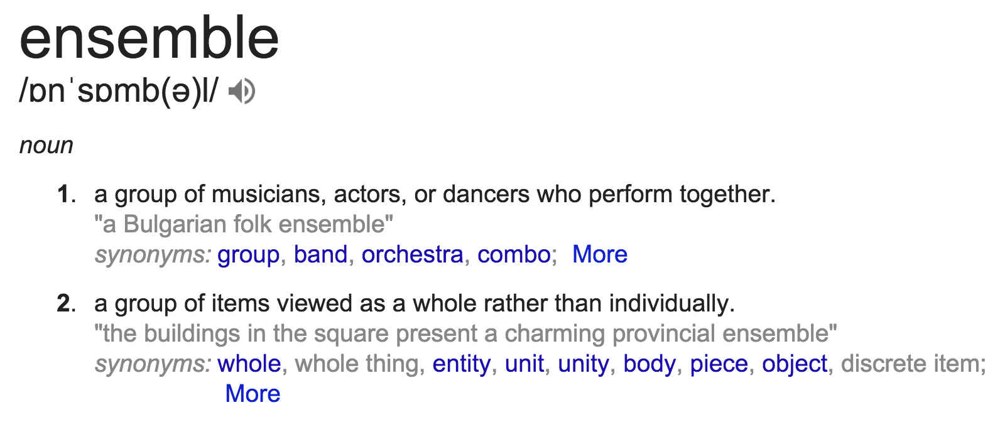 ensemble
/ɒnˈsɒmb(ə)l/
noun
1. a group of musicians, actors, or dancers who perform together.
"a Bulgarian folk ensemble"
synonyms: group, band, orchestra, combo; More
2. a group of items viewed as a whole rather than individually.
"the buildings in the square present a charming provincial ensemble"
synonyms: whole, whole thing, entity, unit, unity, body, piece, object, discrete item;
More